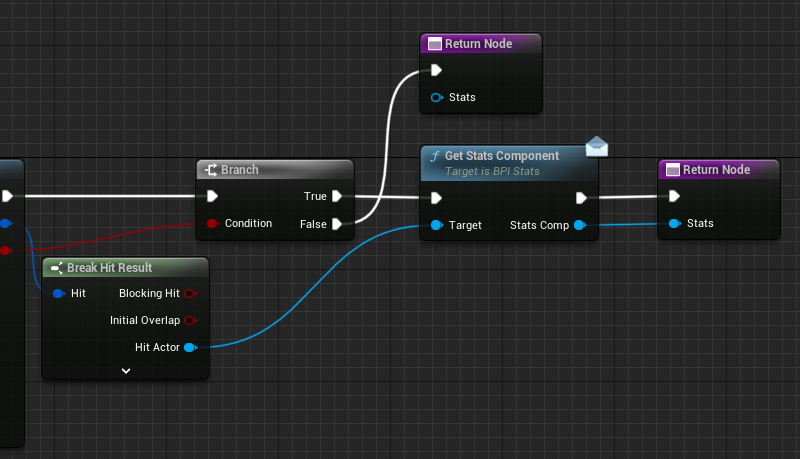 Return Node
Stats
Get Stats Component
Target is BPI Stats
Target
Stats Comp
Return Node
Stats
Branch
True
Condition
False
Break Hit Result
Hit
Blocking Hit
Initial Overlap
Hit Actor